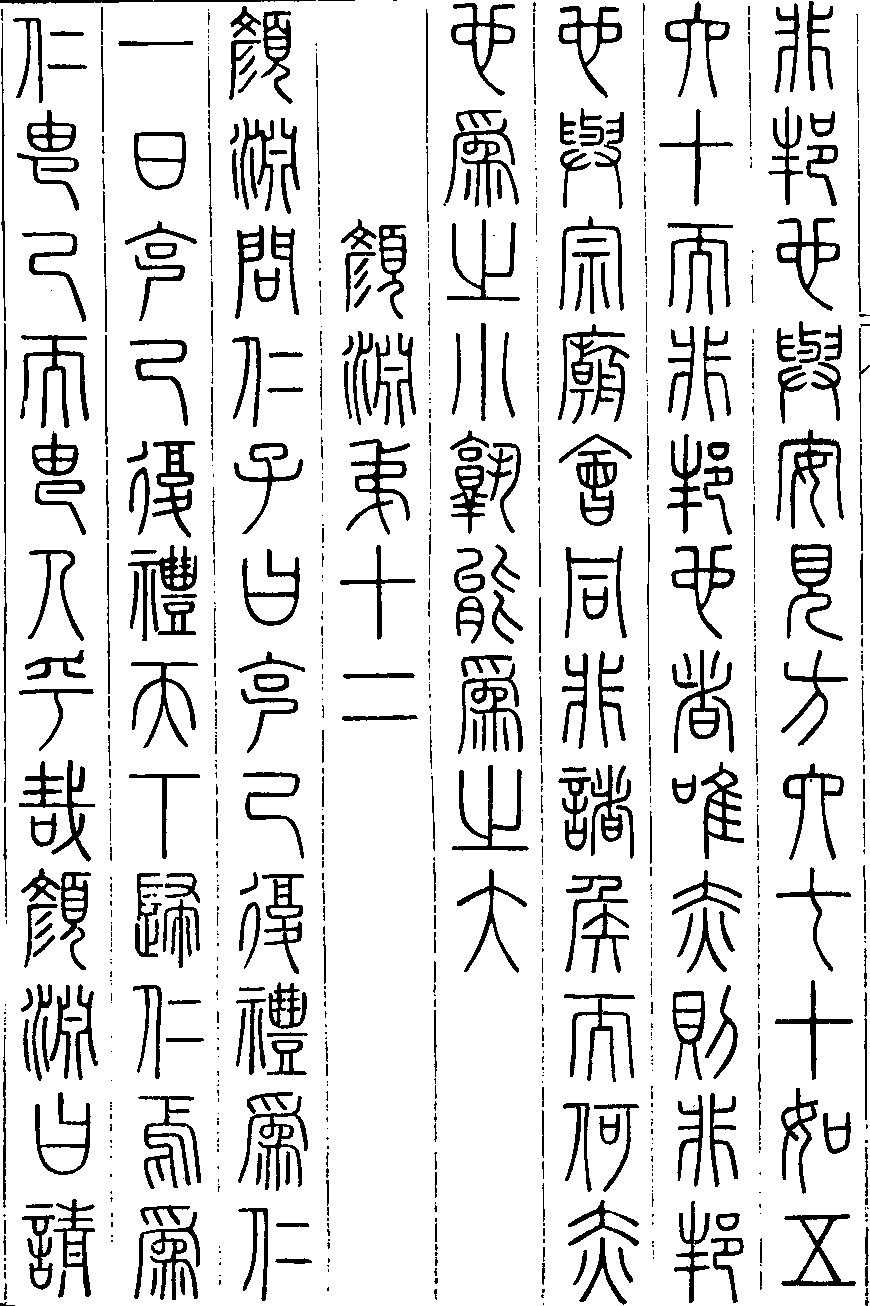 非邦也與安見方六七十如五
六十而非邦也者唯赤則非邦
也與宗廟會同非諸侯而何赤
也爲之小孰能爲之大
顏淵弟十二
顏淵問仁子曰克己復禮爲仁
一日克己復禮天下歸仁焉爲
仁由己而由人乎哉顏淵曰請